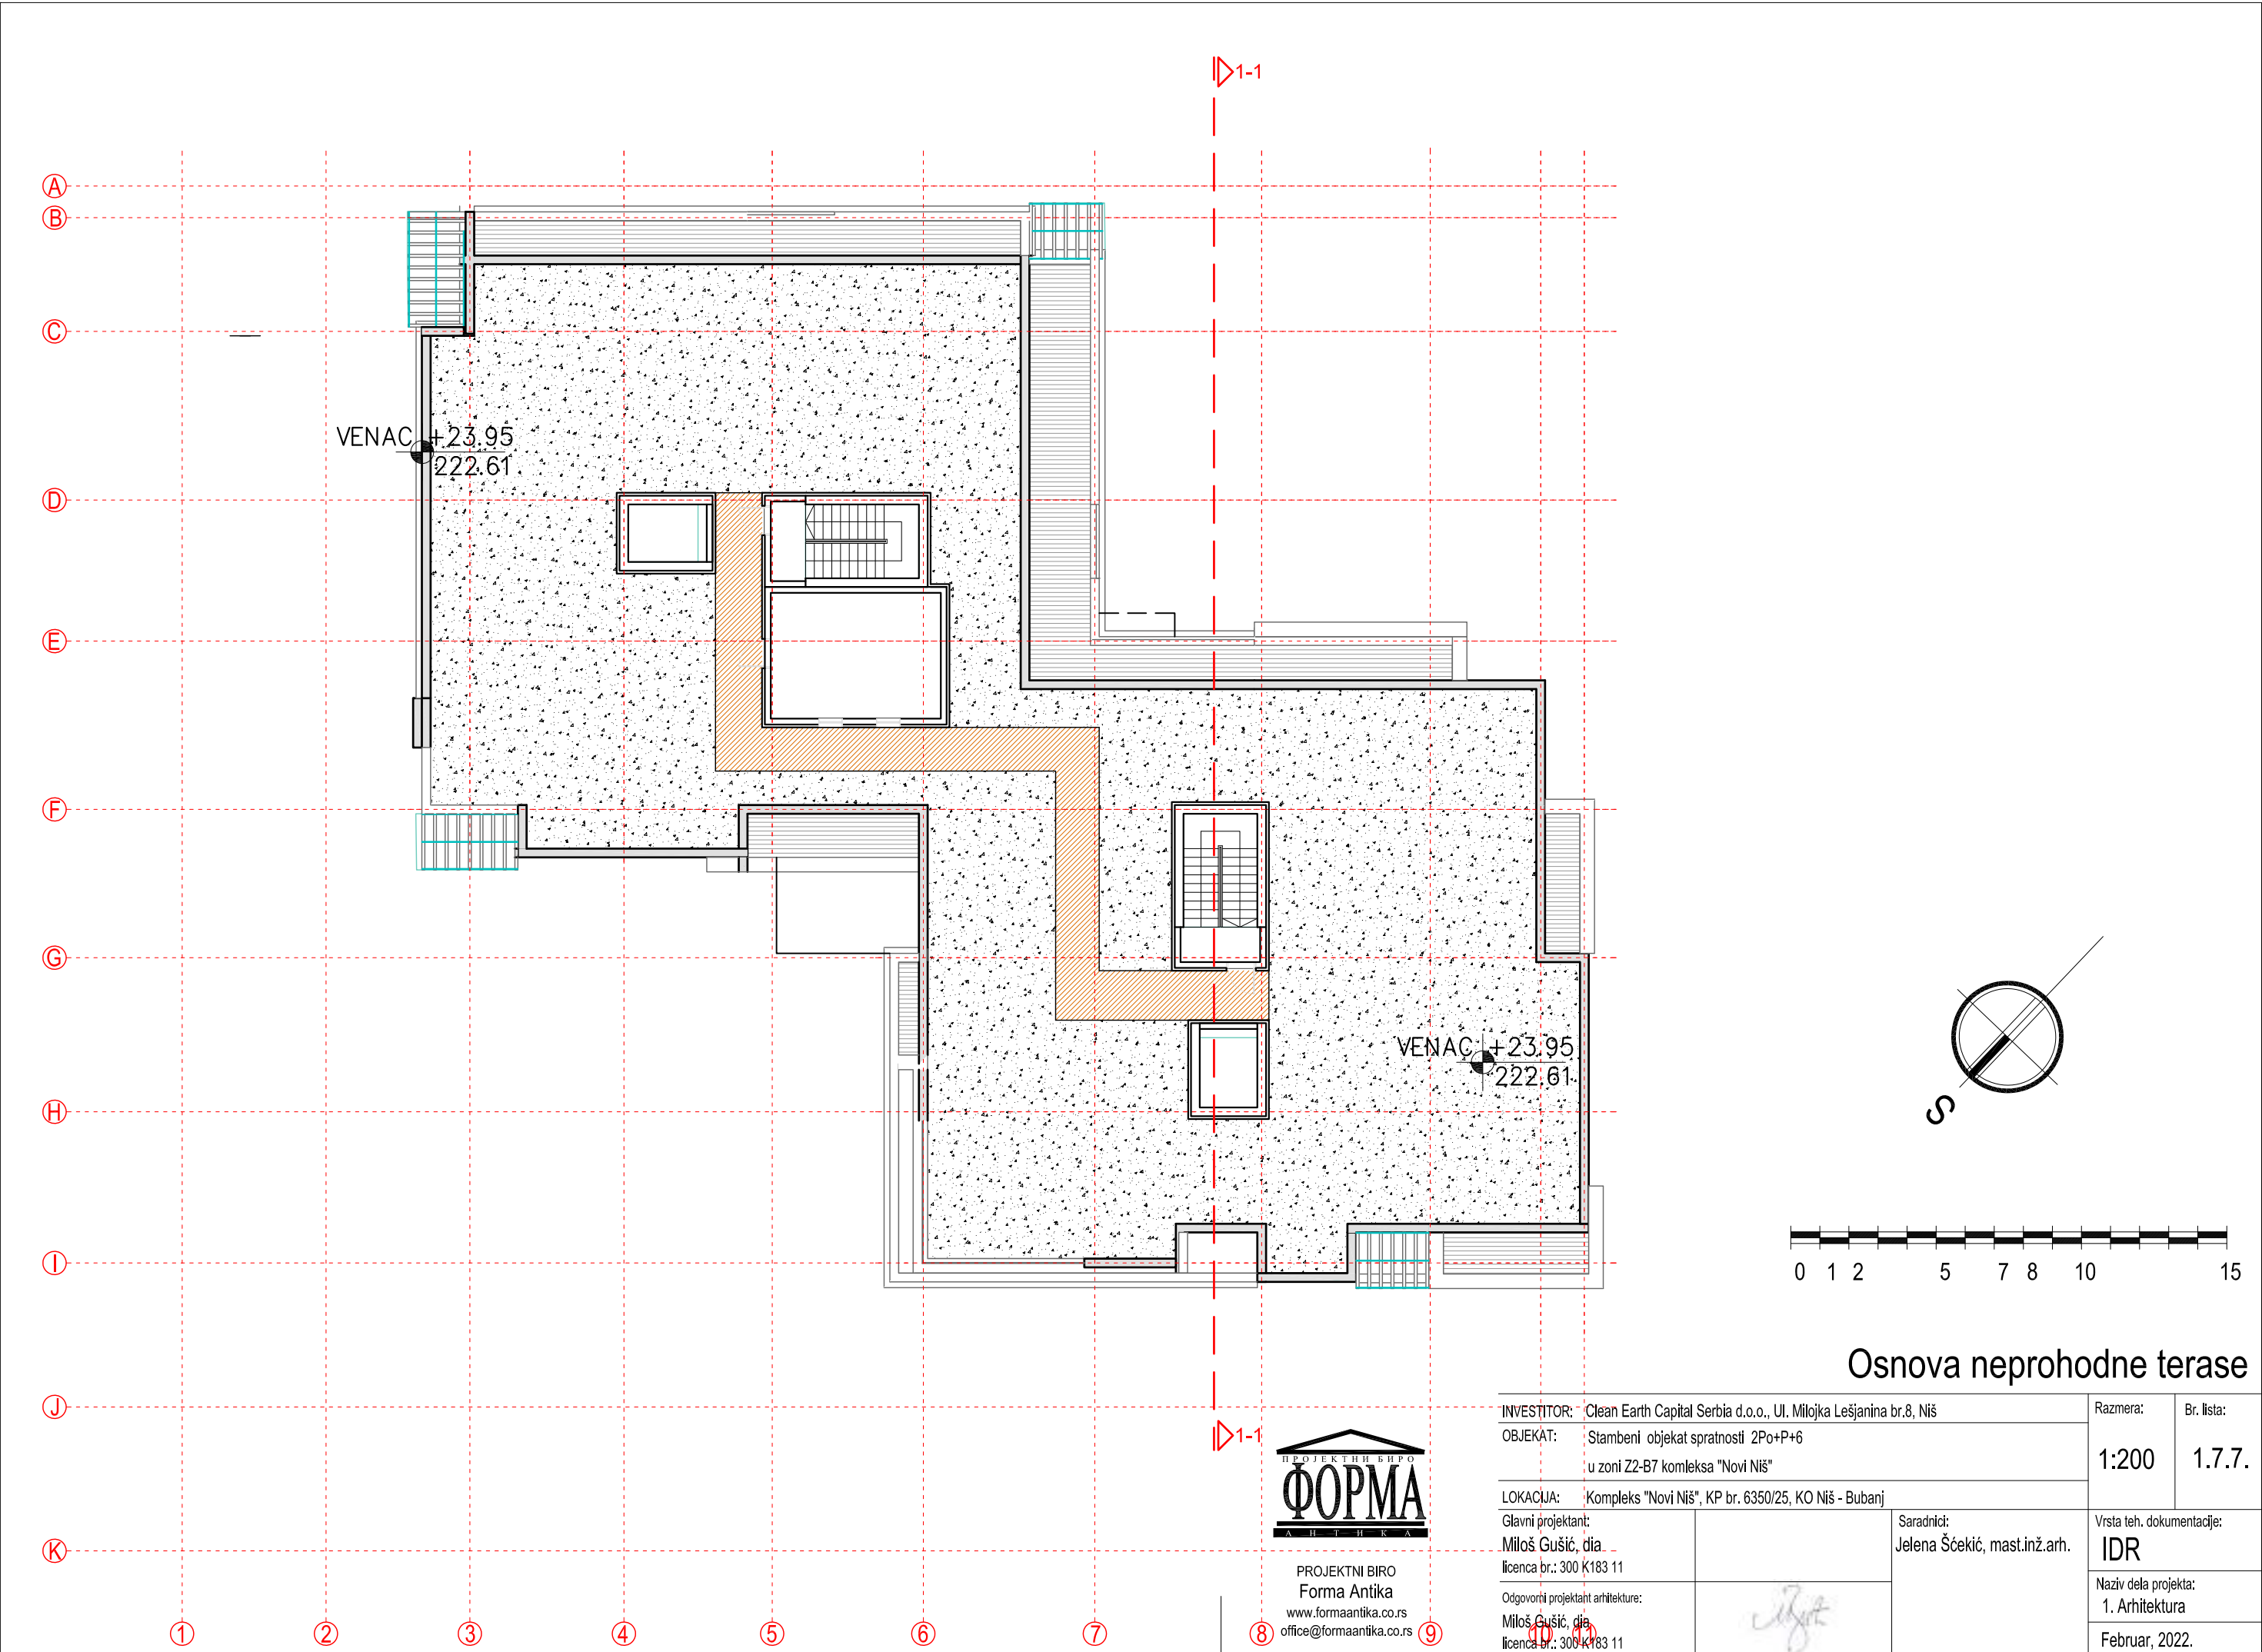 1-1
A
B
C
VENAC +23.95
222.61
D
E
F
G
VENAC +23.95
222.61
H
S
I
0 1 2 5 7 8 10 15
Osnova neprohodne terase
J
1-1
K
1 2 3 4 5 6 7 8 9 10 11
ПРОЈЕКТНИ БИРО
ФОРМА
АНТИКА
PROJEKTNI BIRO
Forma Antika
www.formaantika.co.rs
office@formaantika.co.rs
INVESTITOR: Clean Earth Capital Serbia d.o.o., Ul. Milojka Lešjanina br.8, Niš
OBJEKAT: Stambeni objekat spratnosti 2Po+P+6
u zoni Z2-B7 komleksa "Novi Niš"
LOKACIJA: Kompleks "Novi Niš", KP br. 6350/25, KO Niš - Bubanj
Razmera:
1:200
Br. lista:
1.7.7.
Glavni projektant:
Miloš Gušić, dia
licenca br.: 300 K183 11
Odgovorni projektant arhitekture:
Miloš Gušić, dia
licenca br.: 300 K183 11
Saradnici:
Jelena Šćekić, mast.inž.arh.
Vrsta teh. dokumentacije:
IDR
Naziv dela projekta:
1. Arhitektura
Februar, 2022.